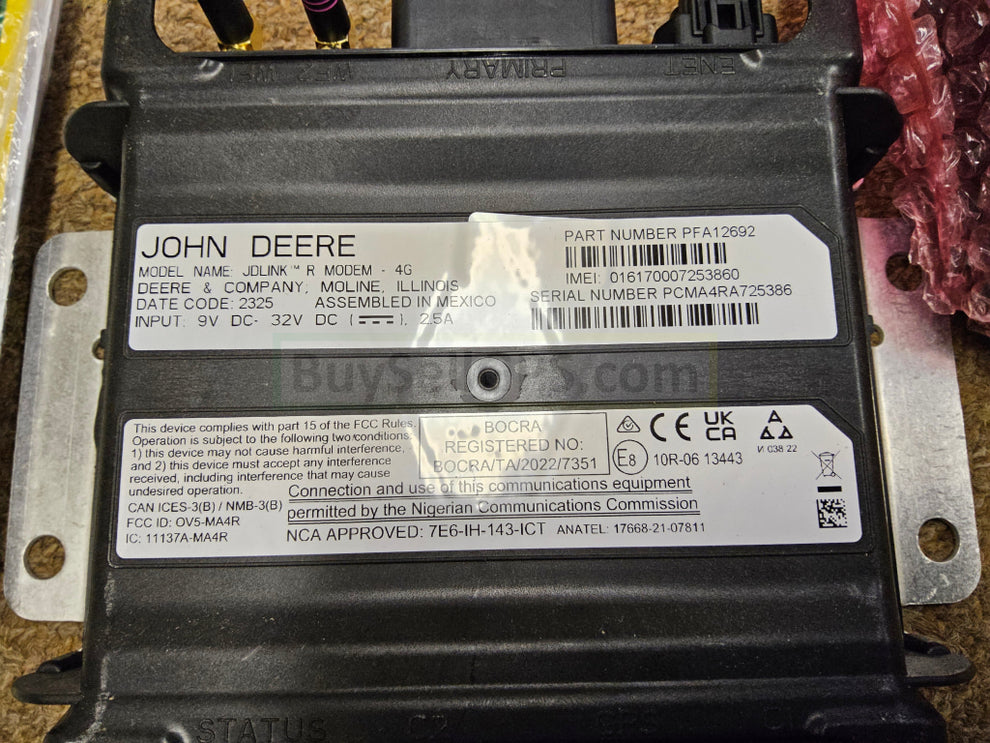 WE2 WE1
PRIMARY
ENET
JOHN DEERE
MODEL NAME: JDLINK™ R MODEM - 4G
DEERE & COMPANY, MOLINE, ILLINOIS
DATE CODE: 2325 ASSEMBLED IN MEXICO
INPUT: 9V DC- 32V DC (⎓), 2.5A
PART NUMBER PFA12692
IMEI: 016170007253860
SERIAL NUMBER PCMA4RA725386
BuySellGPS.com
This device complies with part 15 of the FCC Rules.
Operation is subject to the following two conditions:
1) this device may not cause harmful interference,
and 2) this device must accept any interference
received, including interference that may cause
undesired operation.
CAN ICES-3(B) / NMB-3(B)
FCC ID: OV5-MA4R
IC: 11137A-MA4R
BOCRA
REGISTERED NO:
BOCRA/TA/2022/7351
Connection and use of this communications equipment
permitted by the Nigerian Communications Commission
NCA APPROVED: 7E6-IH-143-ICT ANATEL: 17668-21-07811
CE UK CA
E8 10R-06 13443
И 038 22
STATUS